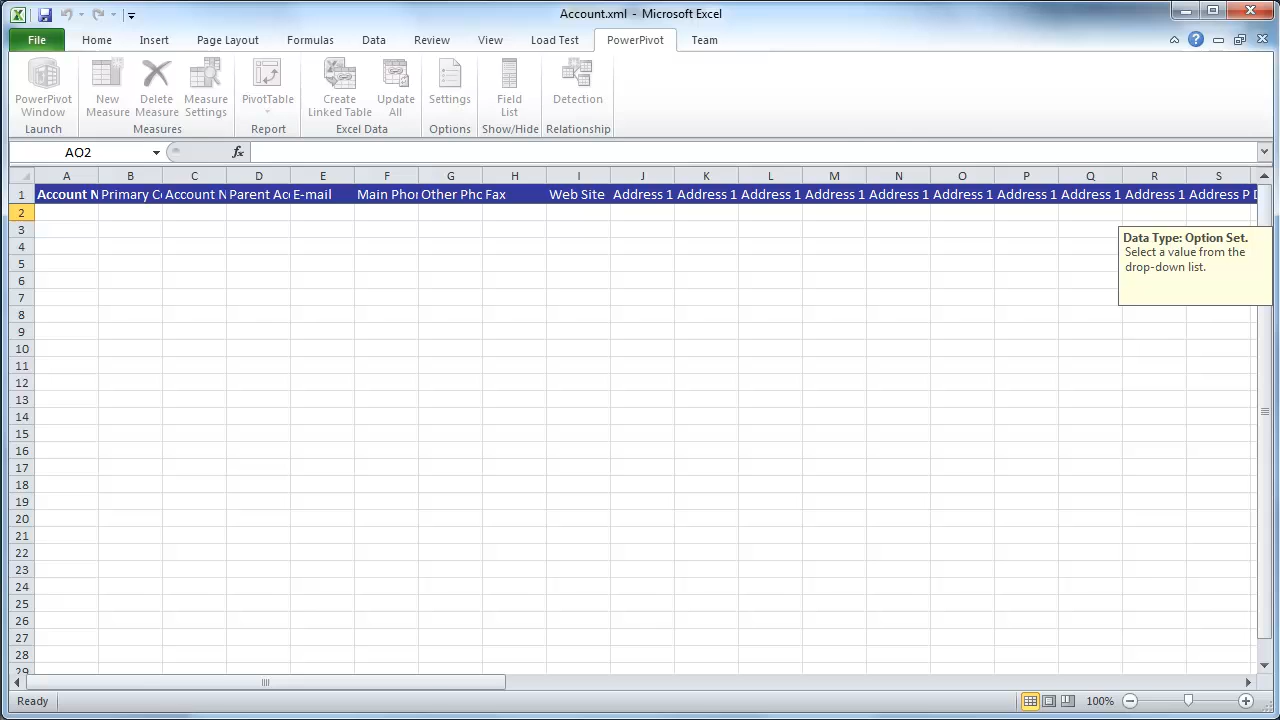 Account.xml - Microsoft Excel
File Home Insert Page Layout Formulas Data Review View Load Test PowerPivot Team
PowerPivot Window
Launch
New Measure
Delete Measure
Measure Settings
Measures
PivotTable
Report
Create Linked Table
Update All
Excel Data
Settings
Options
Field List
Show/Hide
Detection
Relationship
AO2 fx
A B C D E F G H I J K L M N O P Q R S
1 Account N Primary Co Account N Parent Acc E-mail Main Phon Other Pho Fax Web Site Address 1 Address 1 Address 1 Address 1 Address 1 Address 1 Address 1 Address 1 Address 1 Address P D
2
3
Data Type: Option Set.
Select a value from the
drop-down list.
4
5
6
7
8
9
10
11
12
13
14
15
16
17
18
19
20
21
22
23
24
25
26
27
28
29
Ready 100%